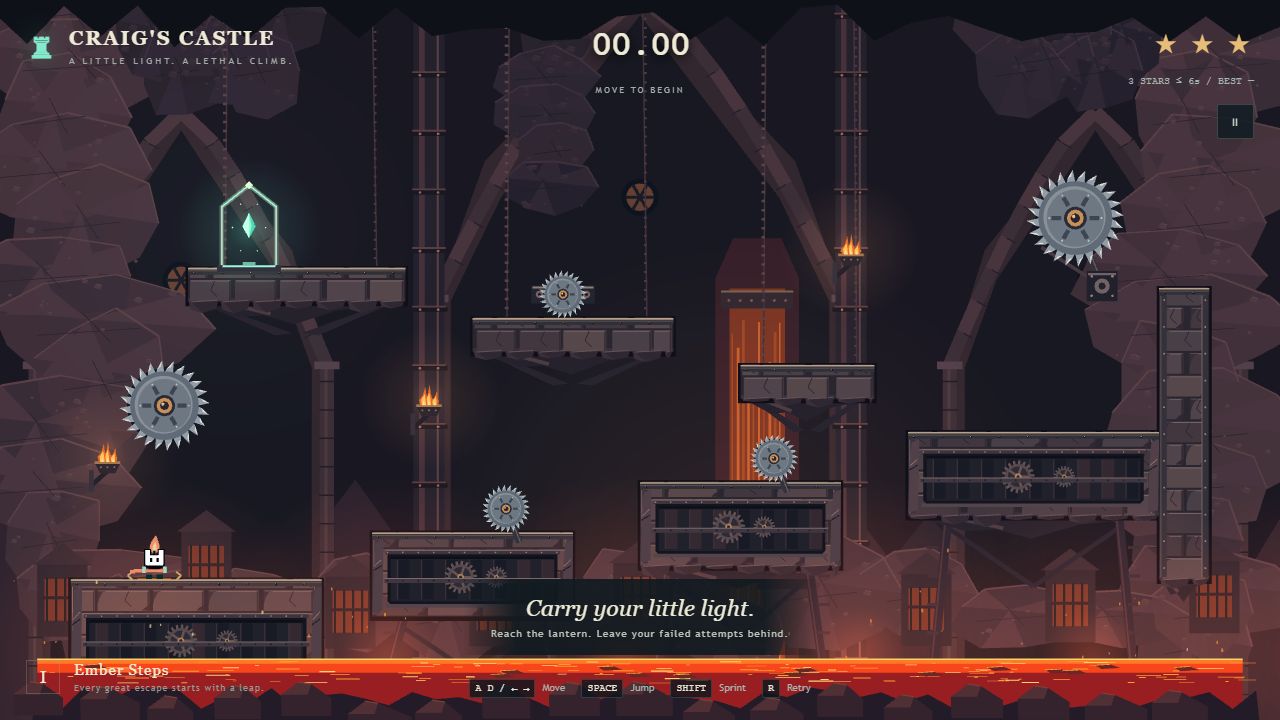 CRAIG'S CASTLE
A LITTLE LIGHT. A LETHAL CLIMB.
00.00
MOVE TO BEGIN
3 STARS ≤ 6s / BEST —
Carry your little light.
Reach the lantern. Leave your failed attempts behind.
I
Ember Steps
Every great escape starts with a leap.
A D / ← → Move SPACE Jump SHIFT Sprint R Retry